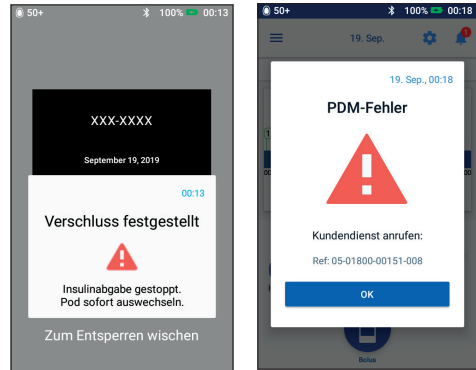 50+ 100% 00:13
XXX-XXXX
September 19, 2019
00:13
Verschluss festgestellt
Insulinabgabe gestoppt.
Pod sofort auswechseln.
Zum Entsperren wischen
50+ 100% 00:18
19. Sep.
19. Sep., 00:18
PDM-Fehler
Kundendienst anrufen:
Ref: 05-01800-00151-008
OK
Bolus